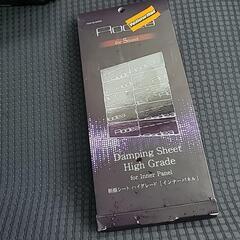 Aodea
for Sound
Damping Sheet
High Grade
for Inner Panel
制振シート ハイグレード [インナーパネル]